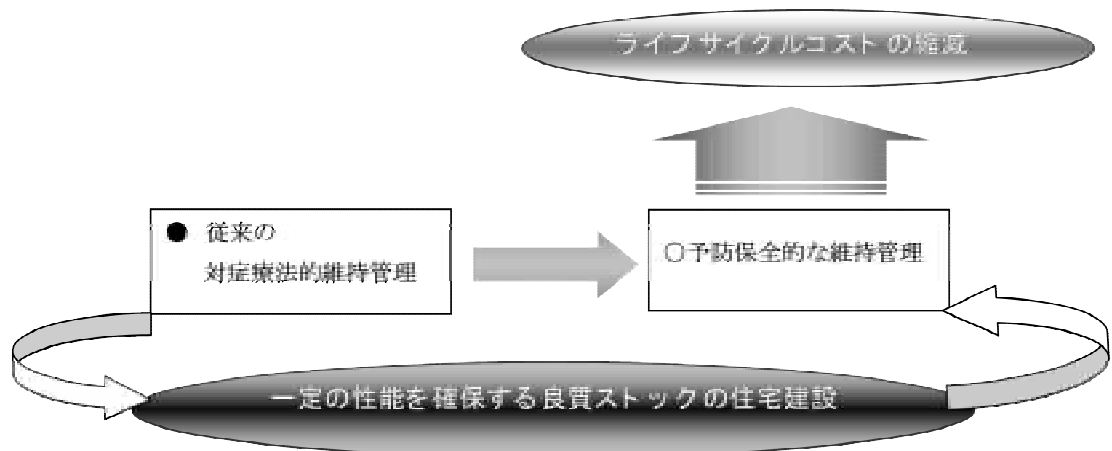 ライフサイクルコストの縮減
● 従来の
対症療法的維持管理
○予防保全的な維持管理
一定の性能を確保する良質ストックの住宅建設